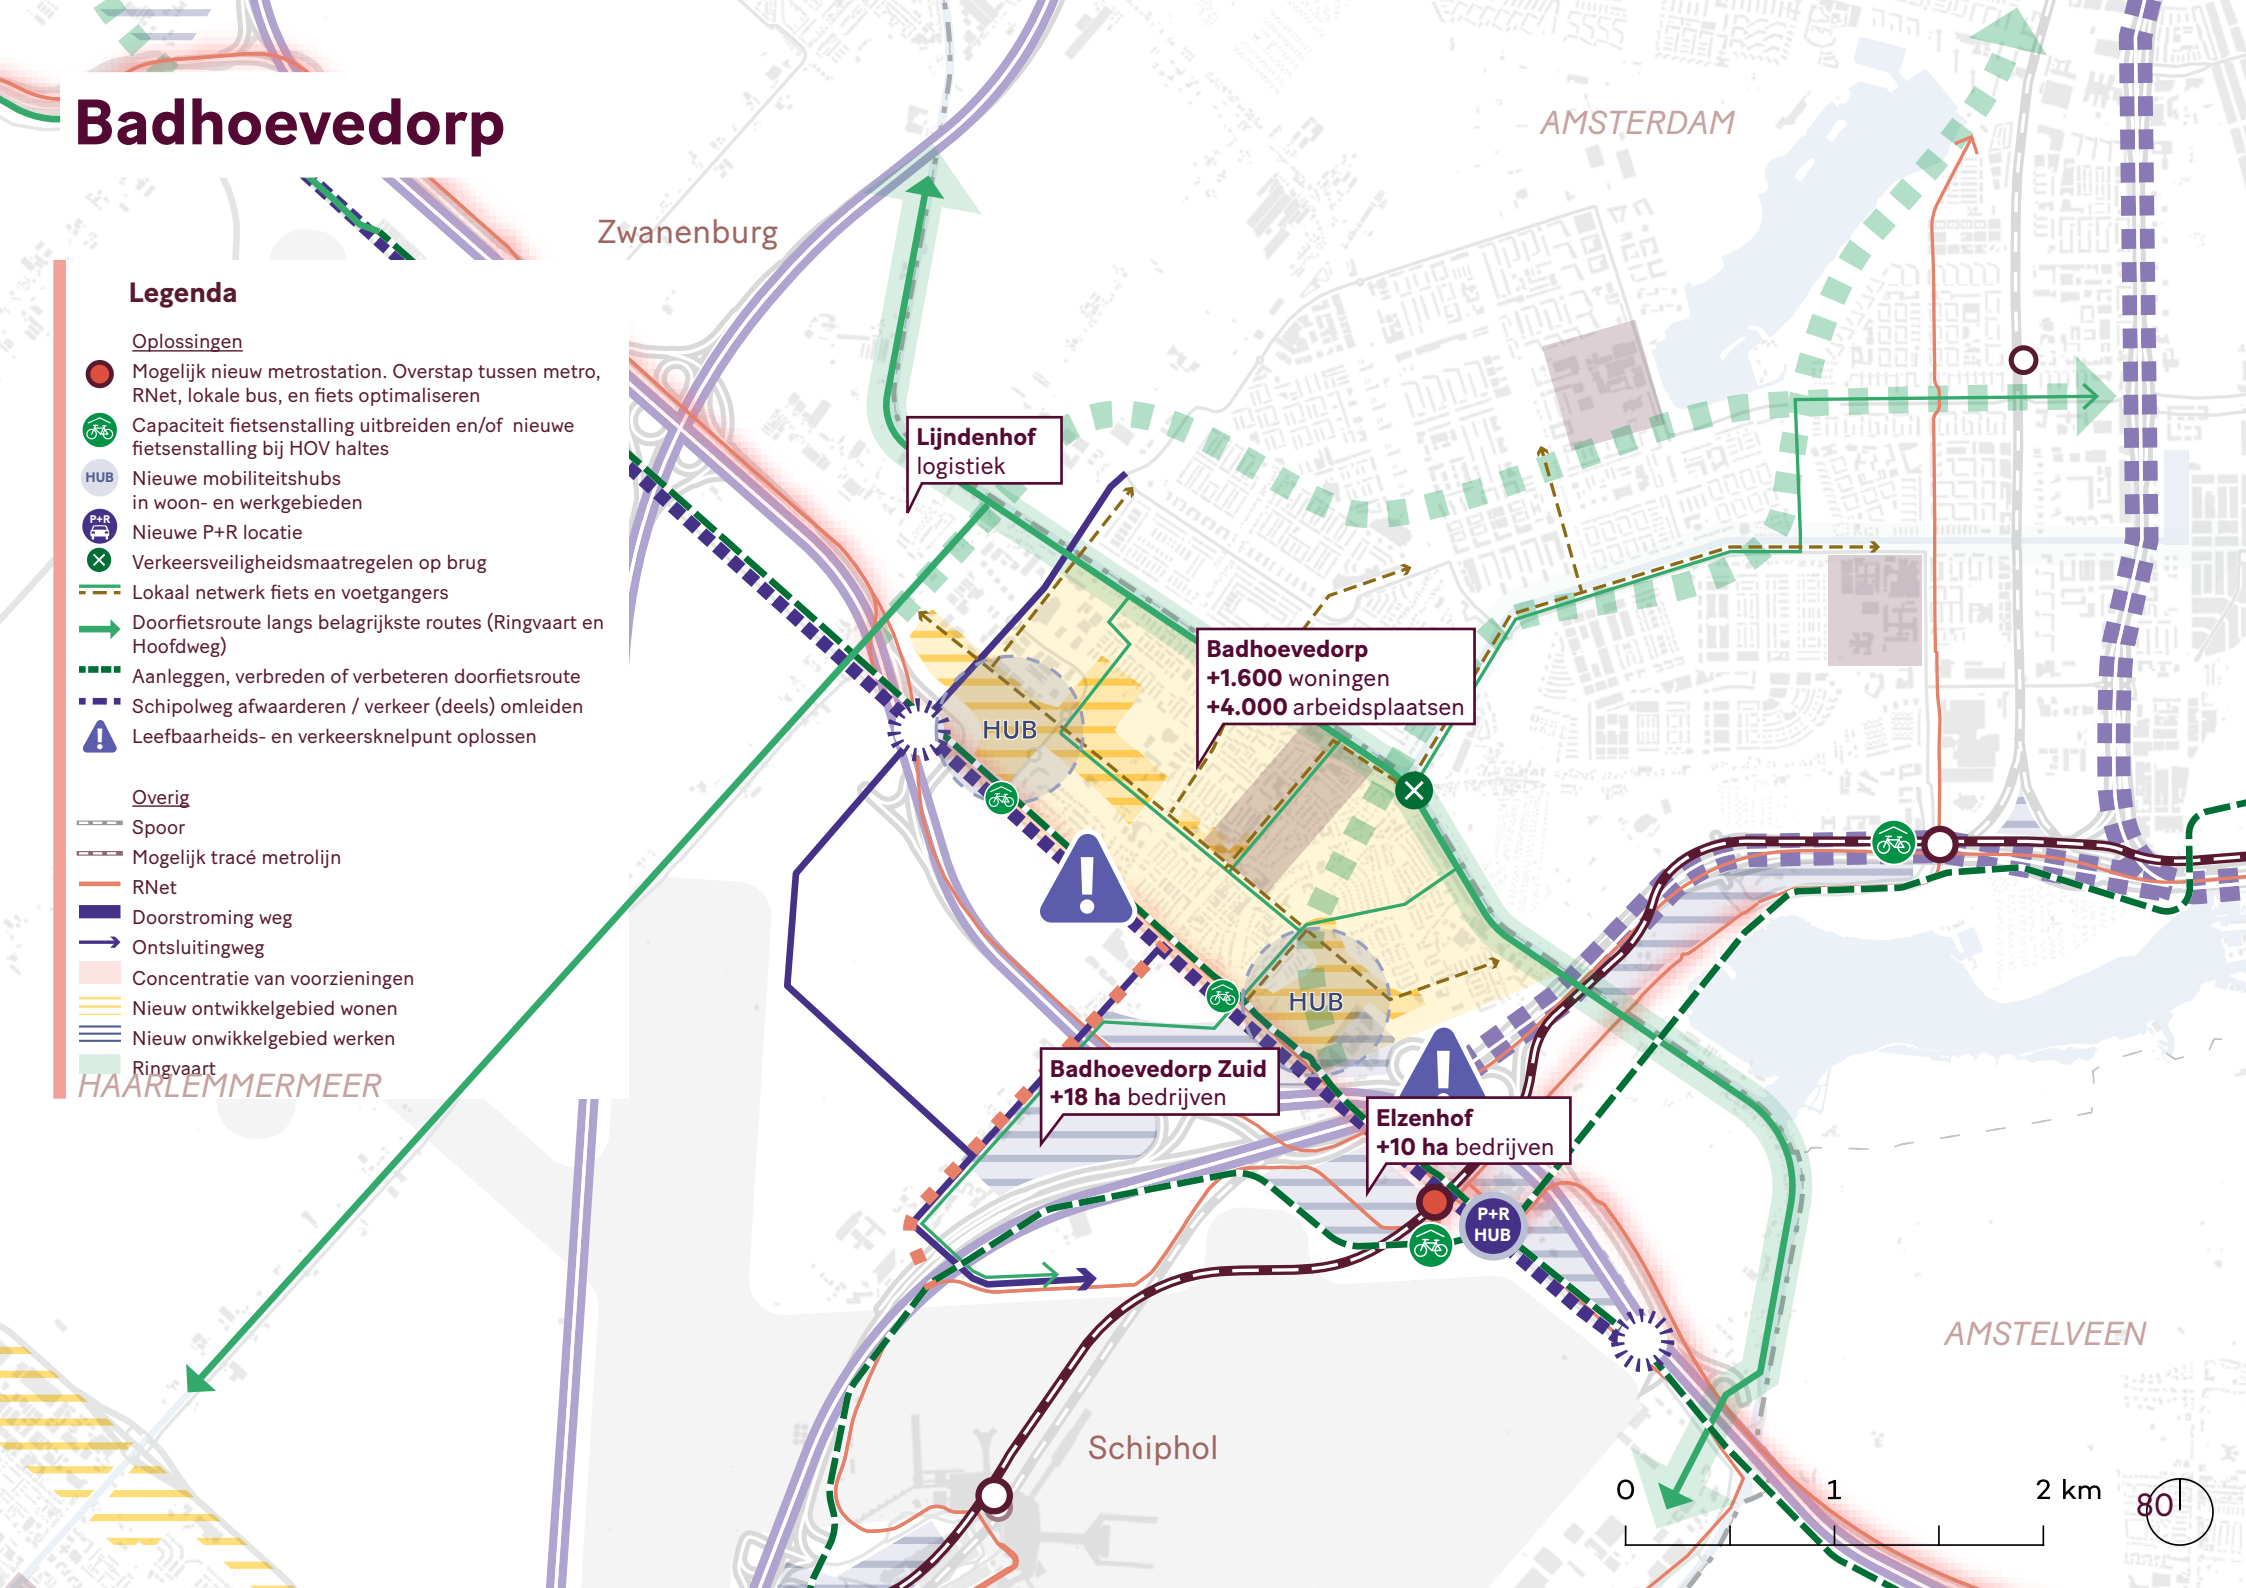 Badhoevedorp
AMSTERDAM
Zwanenburg
Legenda
Oplossingen
Mogelijk nieuw metrostation. Overstap tussen metro,
RNet, lokale bus, en fiets optimaliseren
Capaciteit fietsenstalling uitbreiden en/of nieuwe
fietsenstalling bij HOV haltes
HUB
Nieuwe mobiliteitshubs
in woon- en werkgebieden
P+R
Nieuwe P+R locatie
Verkeersveiligheidsmaatregelen op brug
Lokaal netwerk fiets en voetgangers
Doorfietsroute langs belagrijkste routes (Ringvaart en
Hoofdweg)
Aanleggen, verbreden of verbeteren doorfietsroute
Schipolweg afwaarderen / verkeer (deels) omleiden
Leefbaarheids- en verkeersknelpunt oplossen
Overig
Spoor
Mogelijk tracé metrolijn
RNet
Doorstroming weg
Ontsluitingweg
Concentratie van voorzieningen
Nieuw ontwikkelgebied wonen
Nieuw onwikkelgebied werken
Ringvaart
HAARLEMMERMEER
Lijndenhof
logistiek
Badhoevedorp
+1.600 woningen
+4.000 arbeidsplaatsen
HUB
HUB
Badhoevedorp Zuid
+18 ha bedrijven
Elzenhof
+10 ha bedrijven
P+R
HUB
AMSTELVEEN
Schiphol
0 1 2 km
80